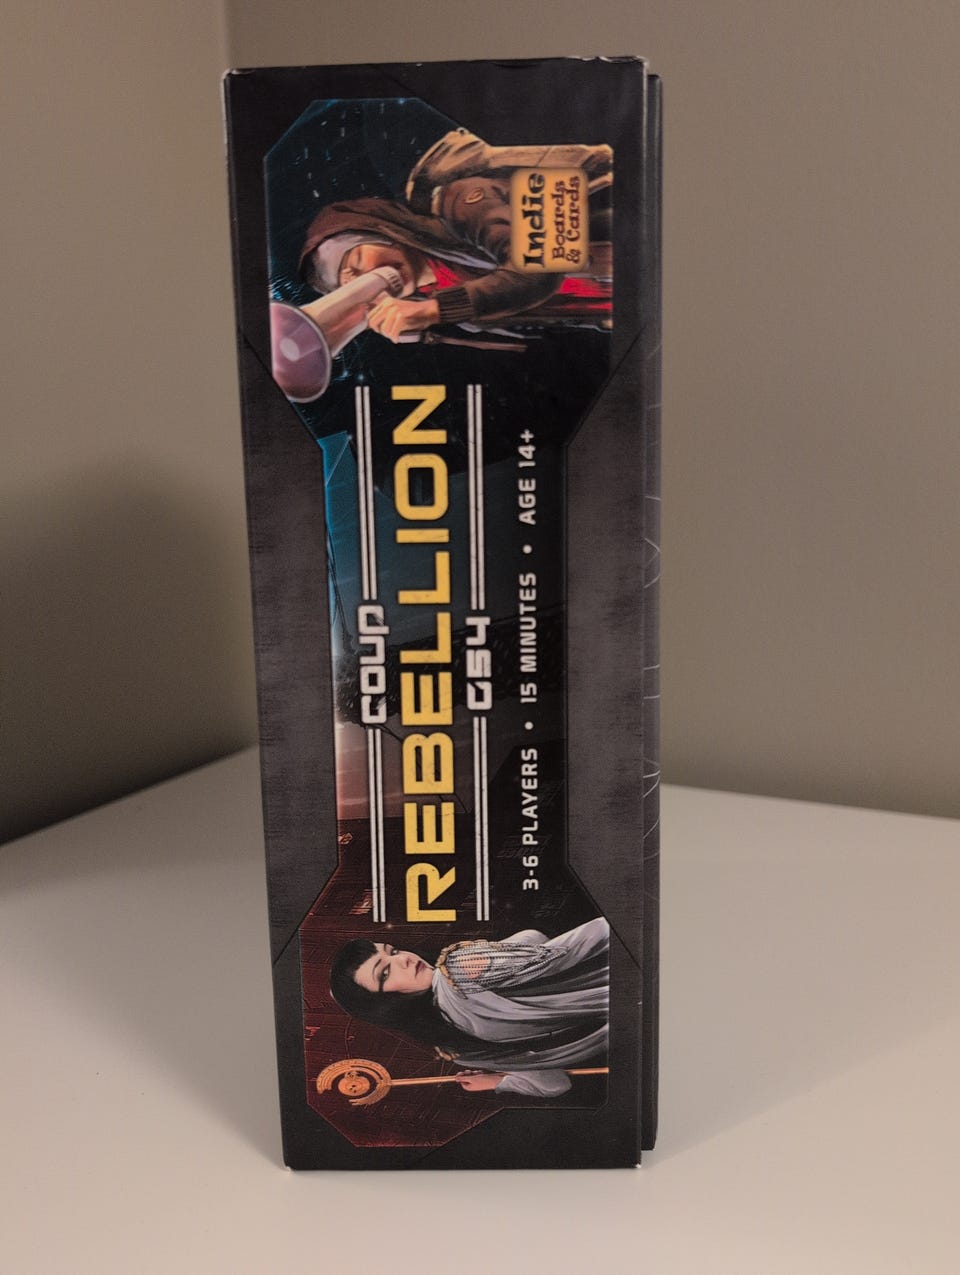 COUP
REBELLION
G54
3-6 PLAYERS • 15 MINUTES • AGE 14+
Indie
Boards
& Cards